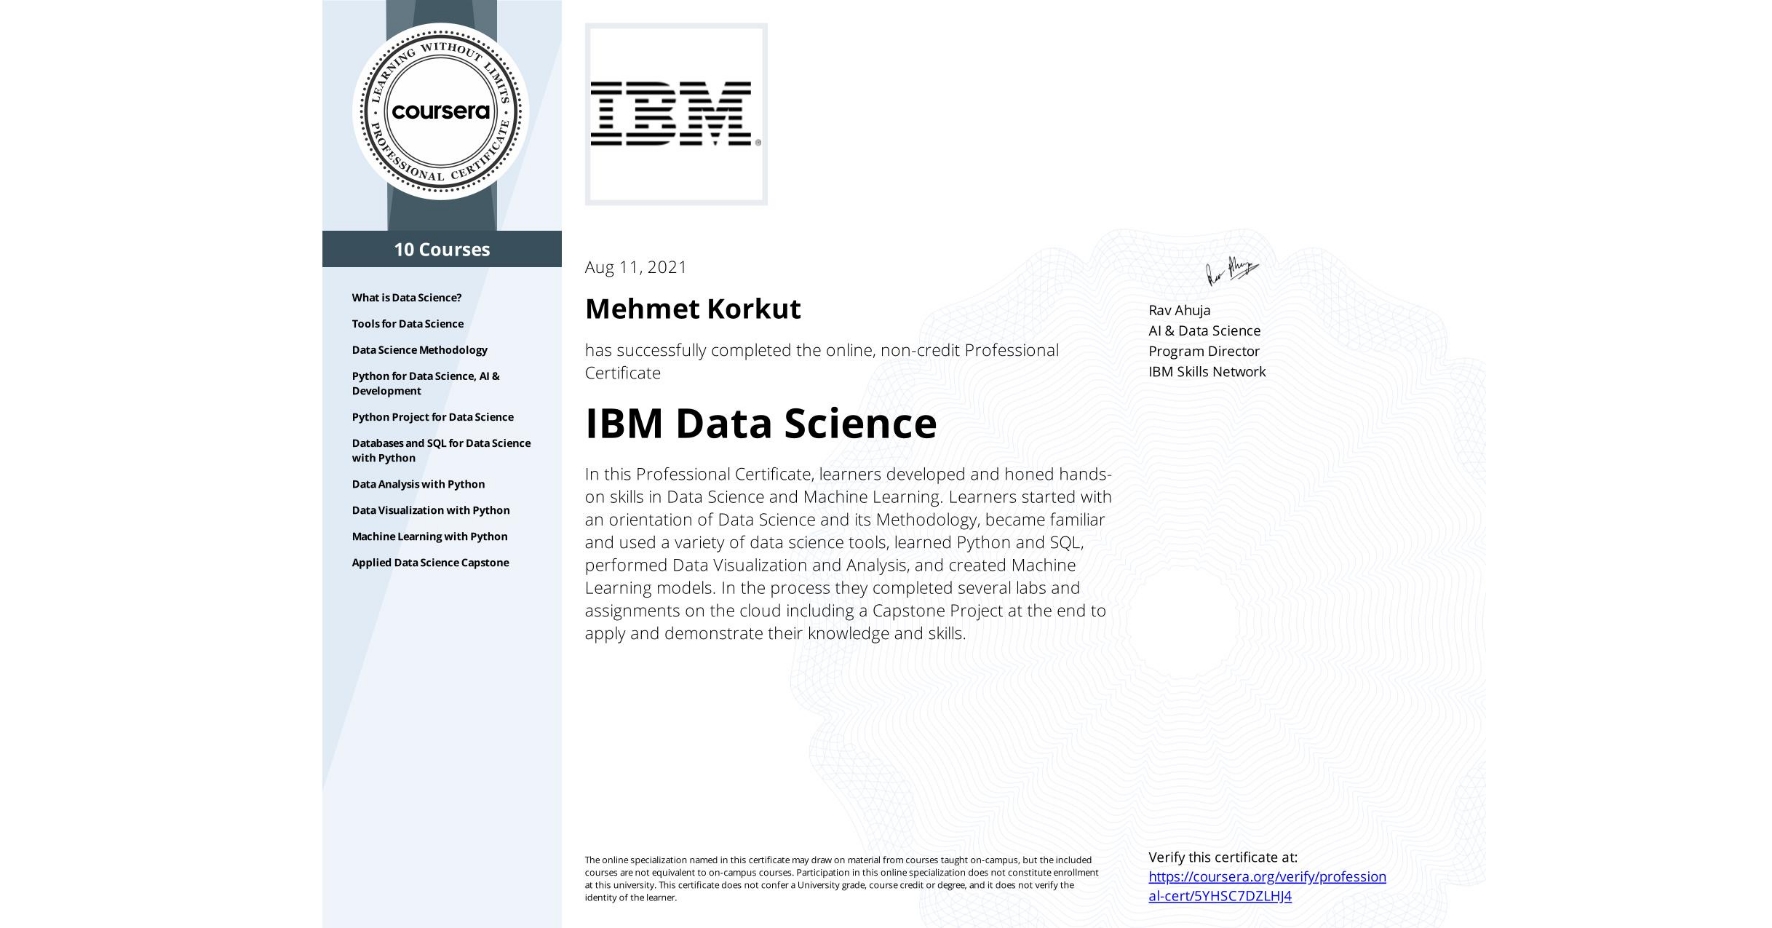 LEARNING WITHOUT LIMITS
coursera
PROFESSIONAL CERTIFICATE
10 Courses
What is Data Science?
Tools for Data Science
Data Science Methodology
Python for Data Science, AI &
Development
Python Project for Data Science
Databases and SQL for Data Science
with Python
Data Analysis with Python
Data Visualization with Python
Machine Learning with Python
Applied Data Science Capstone
IBM®
Aug 11, 2021
Mehmet Korkut
has successfully completed the online, non-credit Professional
Certificate
IBM Data Science
In this Professional Certificate, learners developed and honed hands-
on skills in Data Science and Machine Learning. Learners started with
an orientation of Data Science and its Methodology, became familiar
and used a variety of data science tools, learned Python and SQL,
performed Data Visualization and Analysis, and created Machine
Learning models. In the process they completed several labs and
assignments on the cloud including a Capstone Project at the end to
apply and demonstrate their knowledge and skills.
The online specialization named in this certificate may draw on material from courses taught on-campus, but the included
courses are not equivalent to on-campus courses. Participation in this online specialization does not constitute enrollment
at this university. This certificate does not confer a University grade, course credit or degree, and it does not verify the
identity of the learner.
Rav Ahuja
Rav Ahuja
AI & Data Science
Program Director
IBM Skills Network
Verify this certificate at:
https://coursera.org/verify/profession
al-cert/5YHSC7DZLHJ4